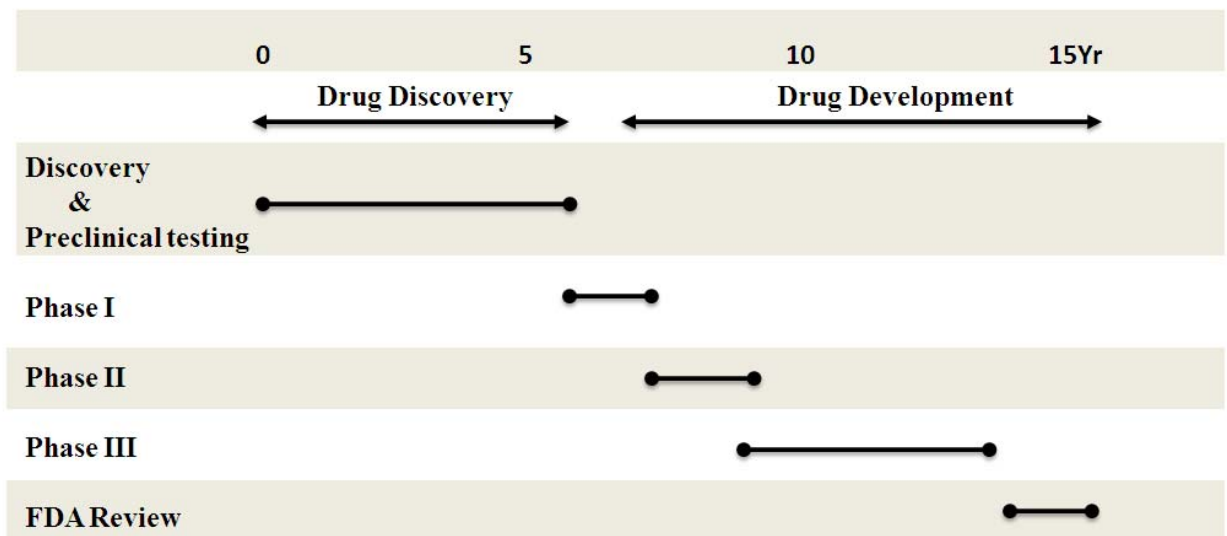 0 5 10 15Yr
Drug Discovery Drug Development
Discovery
&
Preclinical testing
Phase I
Phase II
Phase III
FDA Review